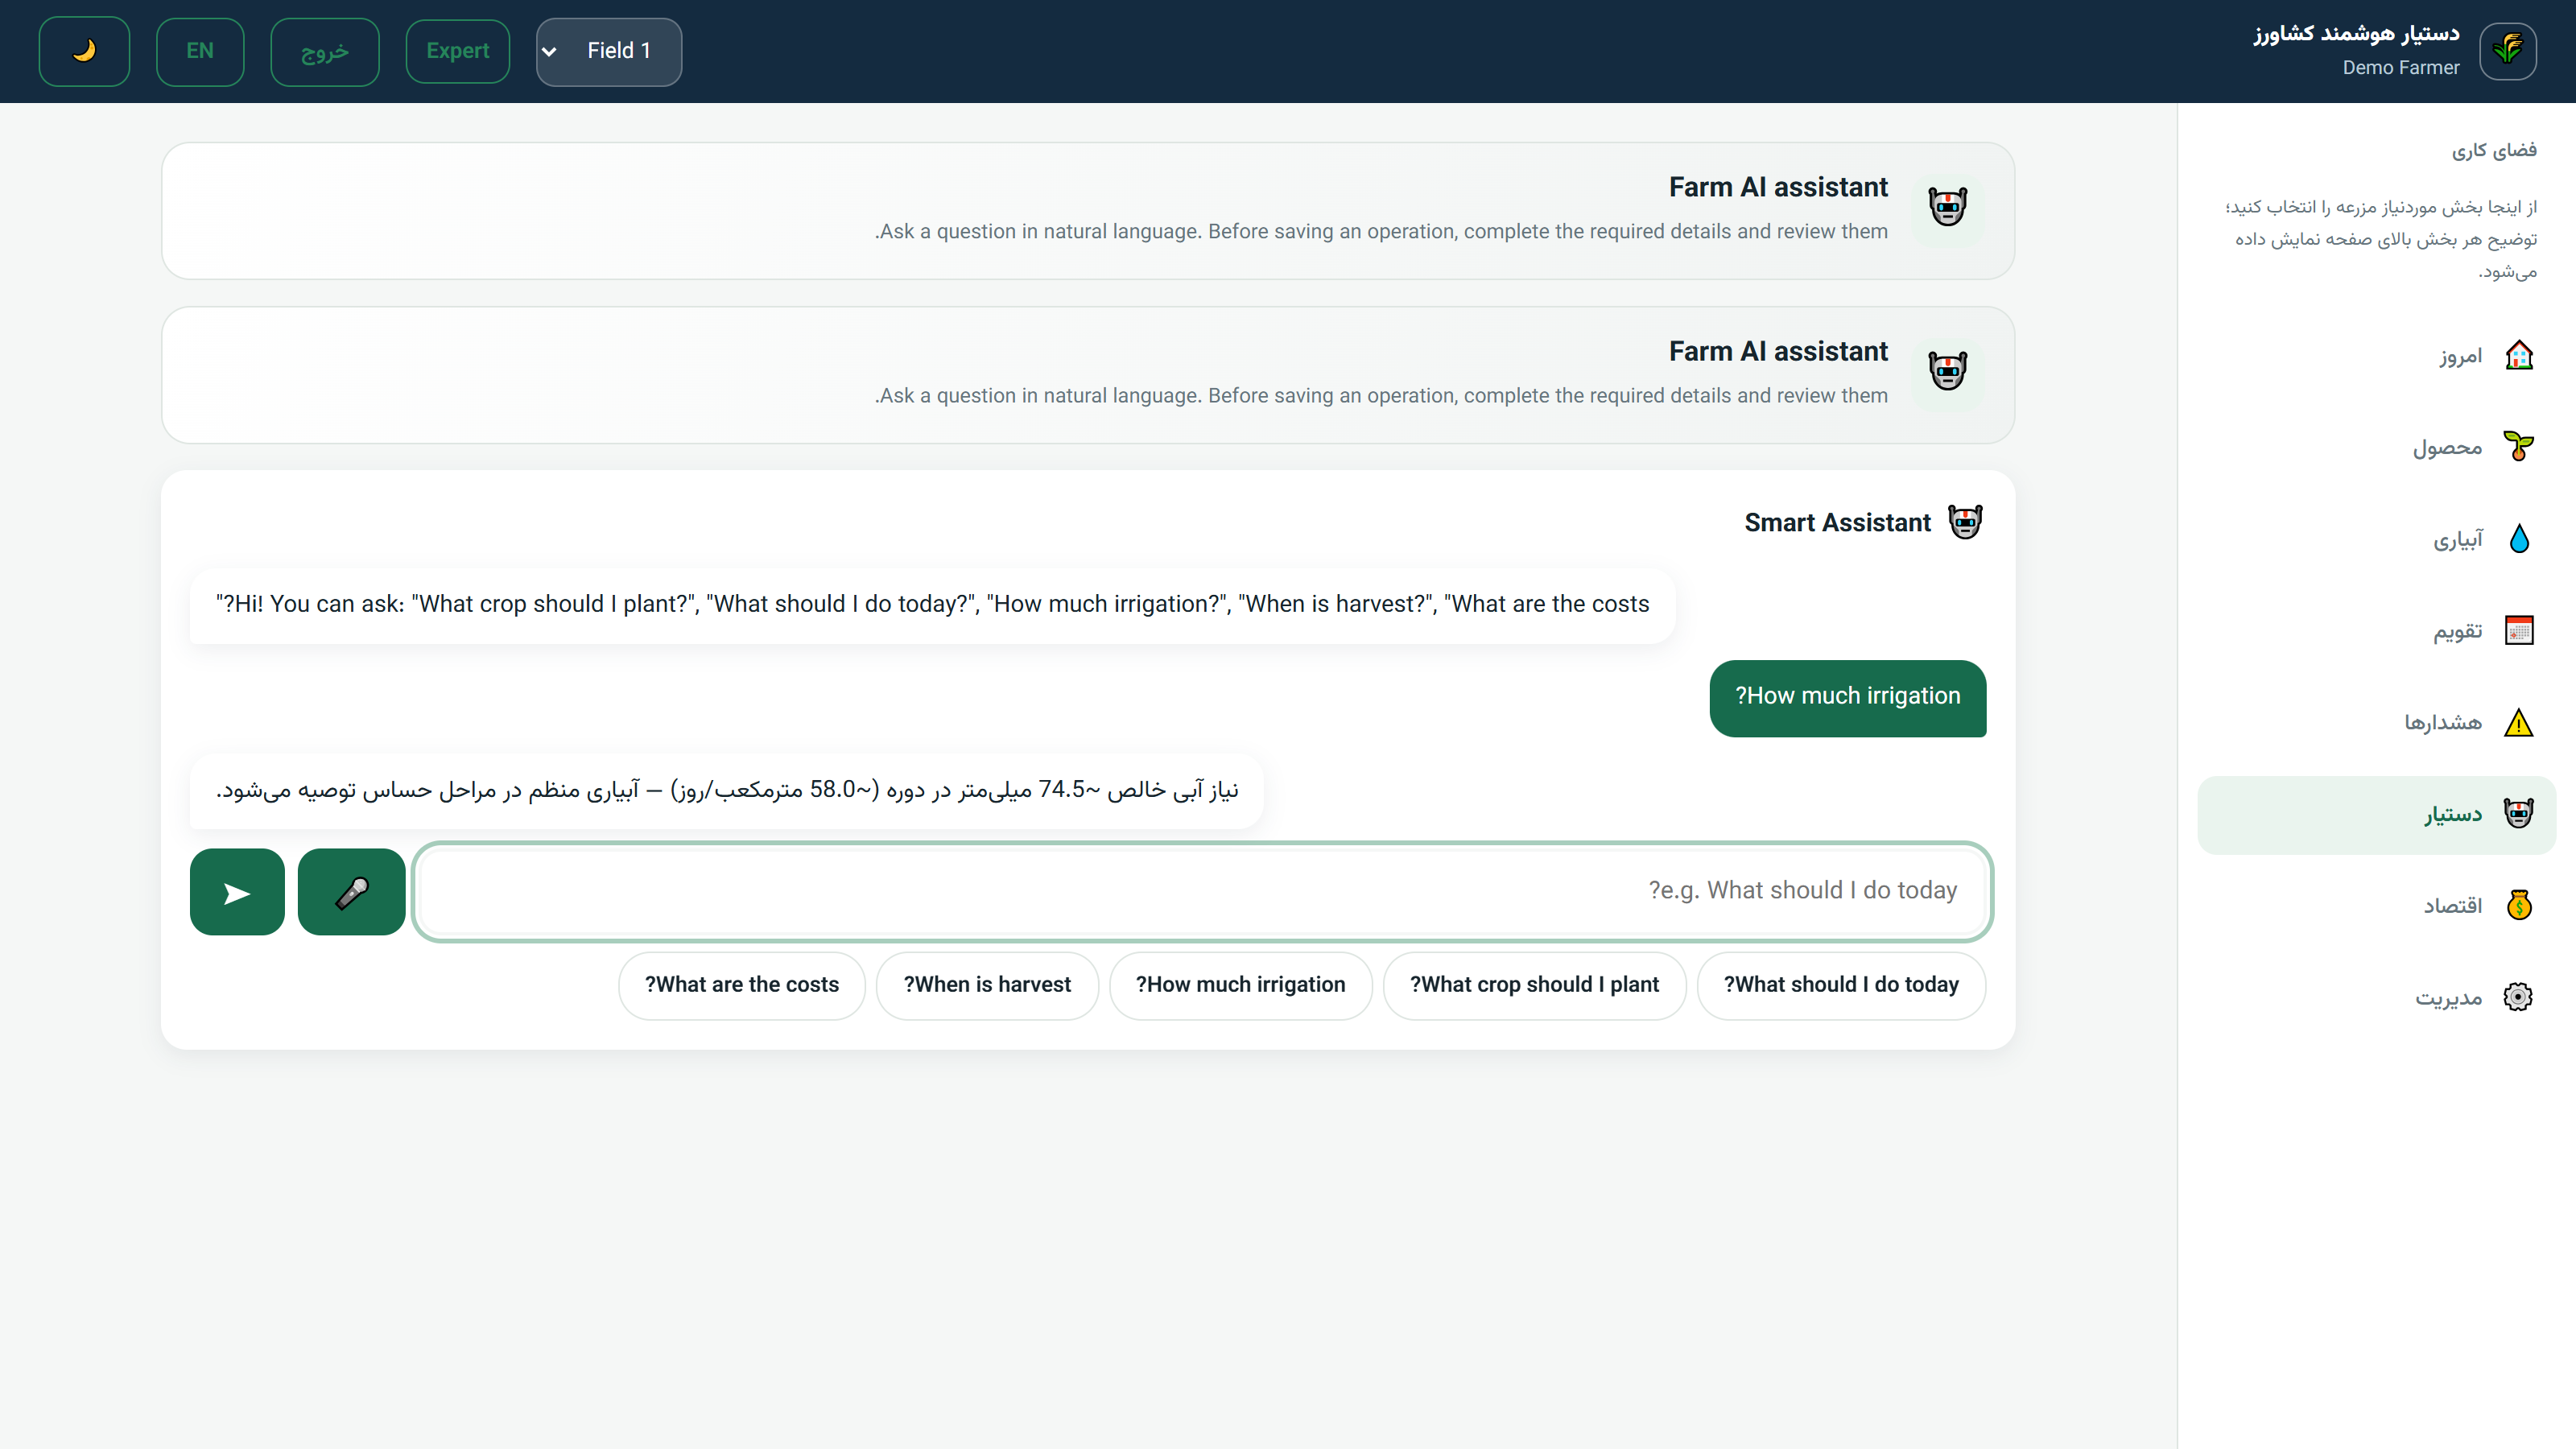 دستیار هوشمند کشاورز
Demo Farmer
Field 1
Expert
خروج
EN
فضای کاری
از اینجا بخش موردنیاز مزرعه را انتخاب کنید؛
توضیح هر بخش بالای صفحه نمایش داده
می‌شود.
امروز
محصول
آبیاری
تقویم
هشدارها
دستیار
اقتصاد
مدیریت
Farm AI assistant
.Ask a question in natural language. Before saving an operation, complete the required details and review them
Farm AI assistant
.Ask a question in natural language. Before saving an operation, complete the required details and review them
Smart Assistant
"?Hi! You can ask: "What crop should I plant?", "What should I do today?", "How much irrigation?", "When is harvest?", "What are the costs
?How much irrigation
نیاز آبی خالص ~74.5 میلی‌متر در دوره (~58.0 مترمکعب/روز) — آبیاری منظم در مراحل حساس توصیه می‌شود.
?e.g. What should I do today
?What should I do today
?What crop should I plant
?How much irrigation
?When is harvest
?What are the costs